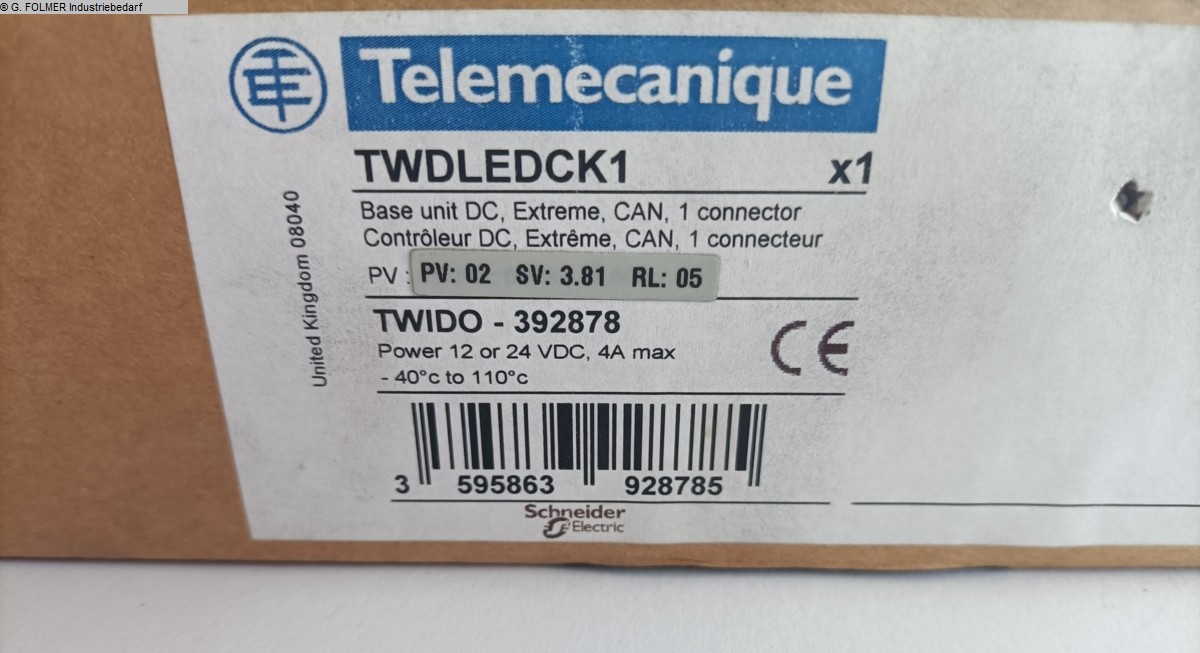 © G. FOLMER Industriebedarf
Telemecanique
TWDLEDCK1 x1
Base unit DC, Extreme, CAN, 1 connector
Contrôleur DC, Extrême, CAN, 1 connecteur
PV : PV: 02 SV: 3.81 RL: 05
United Kingdom 08040
TWIDO - 392878
Power 12 or 24 VDC, 4A max
- 40°c to 110°c
CE
3 595863 928785
Schneider
Electric